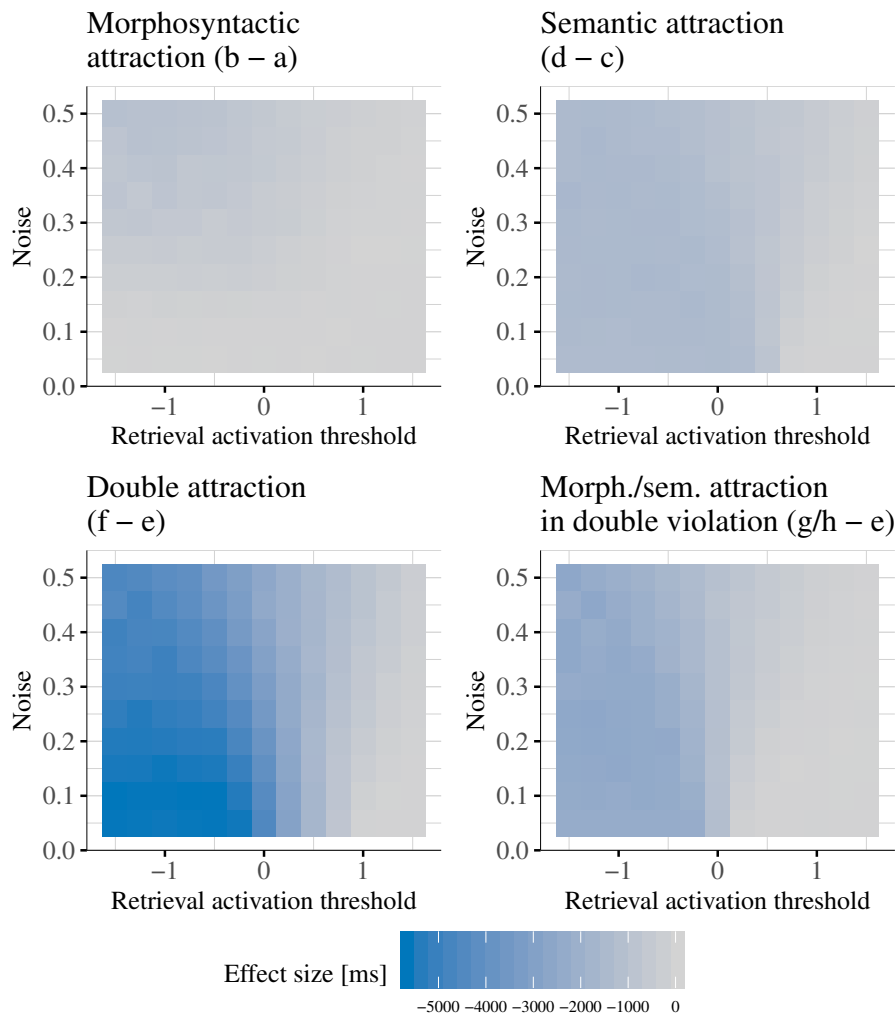 Morphosyntactic
attraction (b − a)
Semantic attraction
(d − c)
0.5
0.4
0.3
0.2
0.1
0.0
Noise
−1 0 1
Retrieval activation threshold
0.5
0.4
0.3
0.2
0.1
0.0
Noise
−1 0 1
Retrieval activation threshold
Double attraction
(f − e)
Morph./sem. attraction
in double violation (g/h − e)
0.5
0.4
0.3
0.2
0.1
0.0
Noise
−1 0 1
Retrieval activation threshold
0.5
0.4
0.3
0.2
0.1
0.0
Noise
−1 0 1
Retrieval activation threshold
Effect size [ms]
-5000 -4000 -3000 -2000 -1000 0